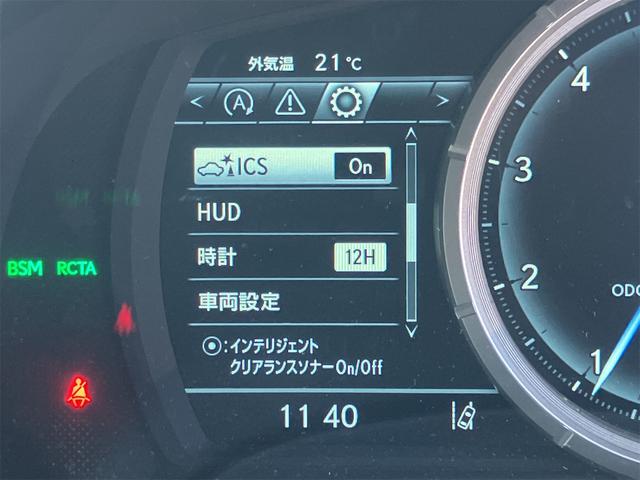 外気温 21℃
A
ICS On
HUD
時計 12H
車両設定
:インテリジェント
クリアランスソナーOn/Off
11 40
BSM RCTA
4
3
2
1
ODO